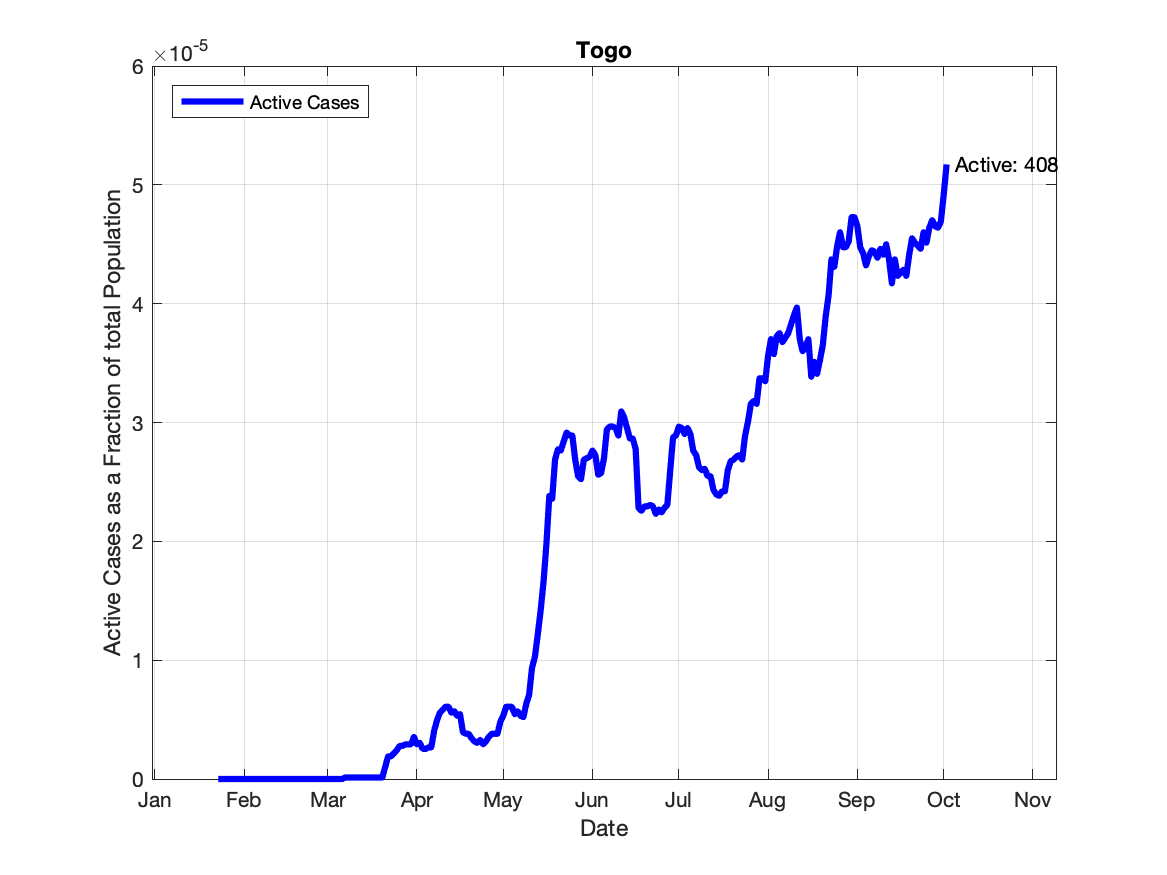 Togo
×10-5
Active Cases
Active: 408
6
5
4
3
2
1
0
Active Cases as a Fraction of total Population
Jan Feb Mar Apr May Jun Jul Aug Sep Oct Nov
Date